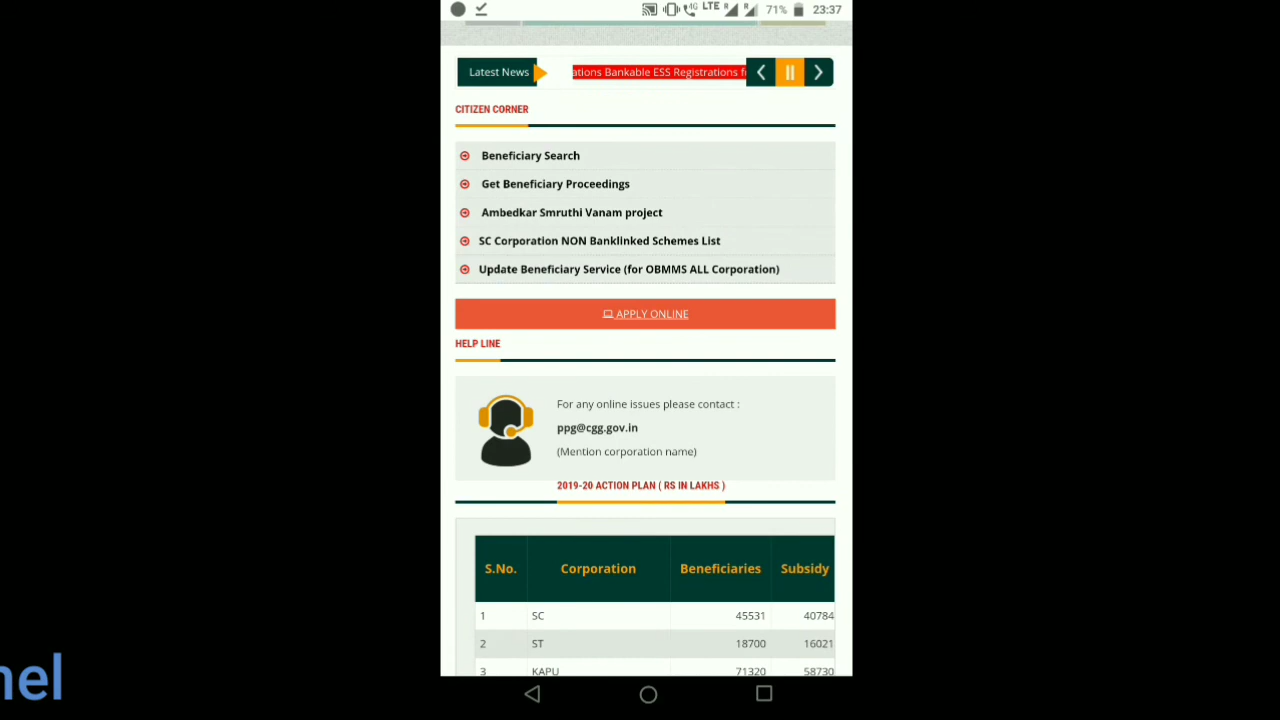 4G LTE R R 71% 23:37
Latest News
ations Bankable ESS Registrations f
CITIZEN CORNER
Beneficiary Search
Get Beneficiary Proceedings
Ambedkar Smruthi Vanam project
SC Corporation NON Banklinked Schemes List
Update Beneficiary Service (for OBMMS ALL Corporation)
APPLY ONLINE
HELP LINE
For any online issues please contact :
ppg@cgg.gov.in
(Mention corporation name)
2019-20 ACTION PLAN ( RS IN LAKHS )
S.No. Corporation Beneficiaries Subsidy
1 SC 45531 40784
2 ST 18700 16021
3 KAPU 71320 58730
nel